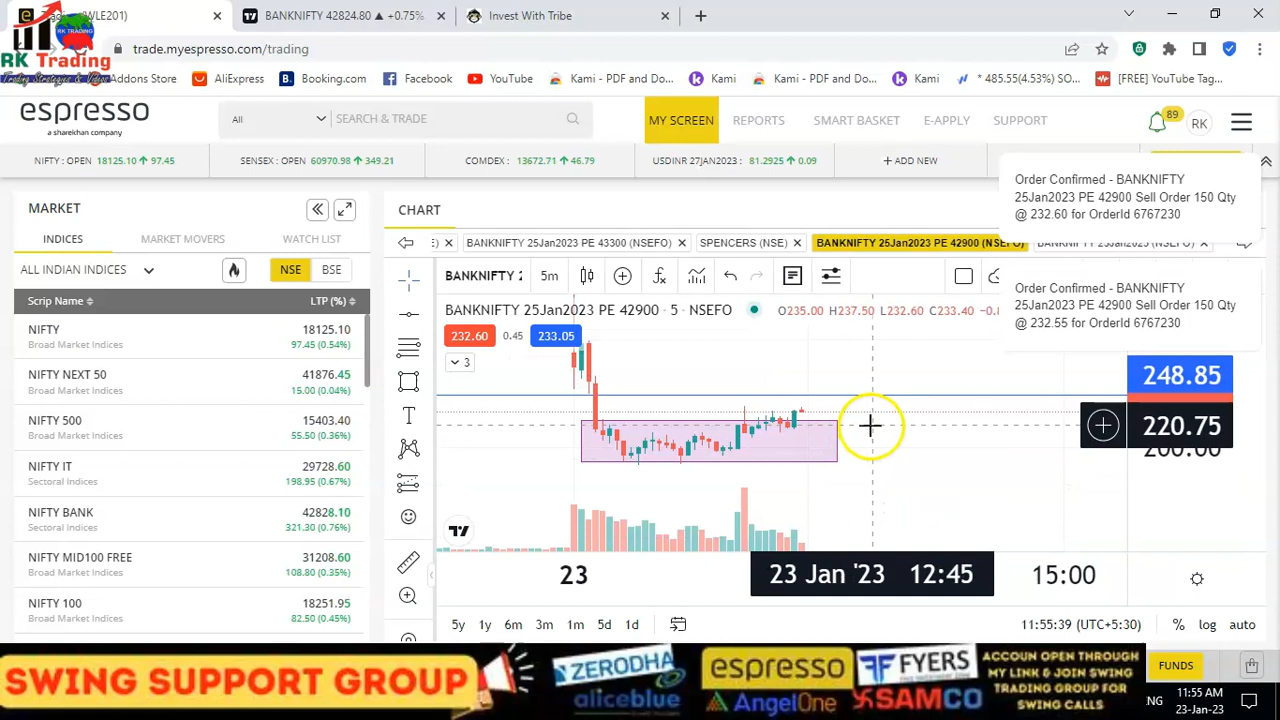 (WLE201)
BANKNIFTY 42824.80 ▲ +0.75%
Invest With Tribe
RK Trading
Trading Strategies & Views
trade.myespresso.com/trading
Addons Store
AliExpress
Booking.com
Facebook
YouTube
Kami - PDF and Do...
Kami
Kami - PDF and Do...
Kami
* 485.55(4.53%) SO...
[FREE] YouTube Tag...
espresso
a sharekhan company
All
SEARCH & TRADE
MY SCREEN
REPORTS
SMART BASKET
E-APPLY
SUPPORT
89
RK
NIFTY : OPEN 18125.10 ↑ 97.45
SENSEX : OPEN 60970.98 ↑ 349.21
COMDEX : 13672.71 ↑ 46.79
USDINR 27JAN2023 : 81.2925 ↑ 0.09
+ ADD NEW
Order Confirmed - BANKNIFTY
25Jan2023 PE 42900 Sell Order 150 Qty
@ 232.60 for OrderId 6767230
Order Confirmed - BANKNIFTY
25Jan2023 PE 42900 Sell Order 150 Qty
@ 232.55 for OrderId 6767230
MARKET
INDICES
MARKET MOVERS
WATCH LIST
ALL INDIAN INDICES
NSE
BSE
Scrip Name
LTP (%)
NIFTY
18125.10
Broad Market Indices
97.45 (0.54%)
NIFTY NEXT 50
41876.45
Broad Market Indices
15.00 (0.04%)
NIFTY 500
15403.40
Broad Market Indices
55.50 (0.36%)
NIFTY IT
29728.60
Sectoral Indices
198.95 (0.67%)
NIFTY BANK
42828.10
Sectoral Indices
321.30 (0.76%)
NIFTY MID100 FREE
31208.60
Broad Market Indices
108.80 (0.35%)
NIFTY 100
18251.95
Broad Market Indices
82.50 (0.45%)
CHART
E)
BANKNIFTY 25Jan2023 PE 43300 (NSEFO)
SPENCERS (NSE)
BANKNIFTY 25Jan2023 PE 42900 (NSEFO)
BANKNIFTY 2
5m
BANKNIFTY 25Jan2023 PE 42900 · 5 · NSEFO
O235.00 H237.50 L232.60 C233.40
232.60
0.45
233.05
3
248.85
220.75
200.00
23
23 Jan '23 12:45
15:00
5y
1y
6m
3m
1m
5d
1d
11:55:39 (UTC+5:30)
%
log
auto
SWING SUPPORT GROUP
ZERODHA
aliceblue
espresso
AngelOne
FYERS
SAMCO
ACCOUN OPEN THROUGH
MY LINK & JOIN SWING
TRADING GROUP FOR
SWING CALLS
FUNDS
ENG
11:55 AM
23-Jan-23